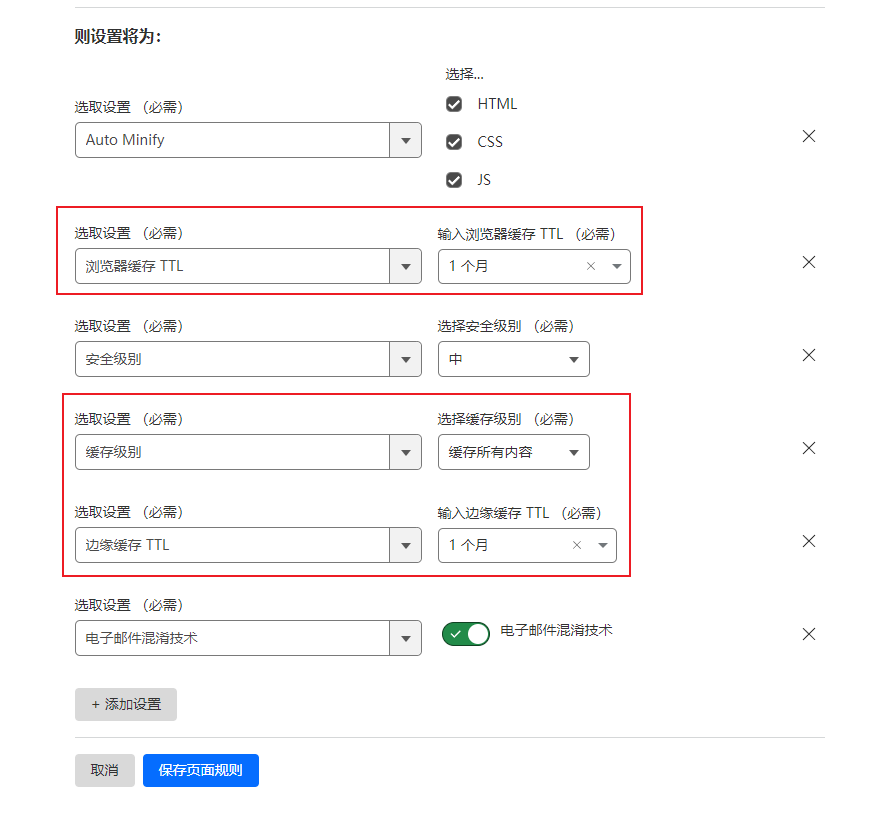 则设置将为:
选择...
选取设置 （必需）
HTML
Auto Minify
CSS
JS
选取设置 （必需）
输入浏览器缓存 TTL （必需）
浏览器缓存 TTL
1 个月
选取设置 （必需）
选择安全级别 （必需）
安全级别
中
选取设置 （必需）
选择缓存级别 （必需）
缓存级别
缓存所有内容
选取设置 （必需）
输入边缘缓存 TTL （必需）
边缘缓存 TTL
1 个月
选取设置 （必需）
电子邮件混淆技术
电子邮件混淆技术
+ 添加设置
取消
保存页面规则